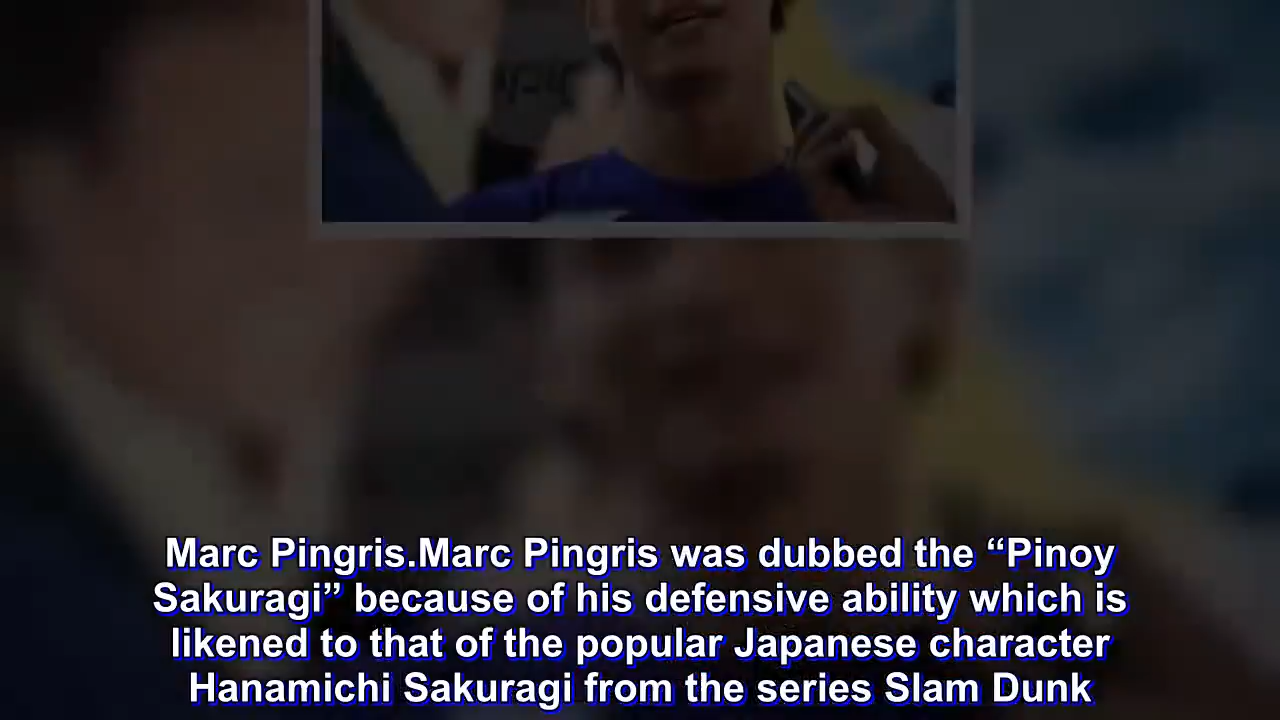 Marc Pingris.Marc Pingris was dubbed the “Pinoy
Sakuragi” because of his defensive ability which is
likened to that of the popular Japanese character
Hanamichi Sakuragi from the series Slam Dunk